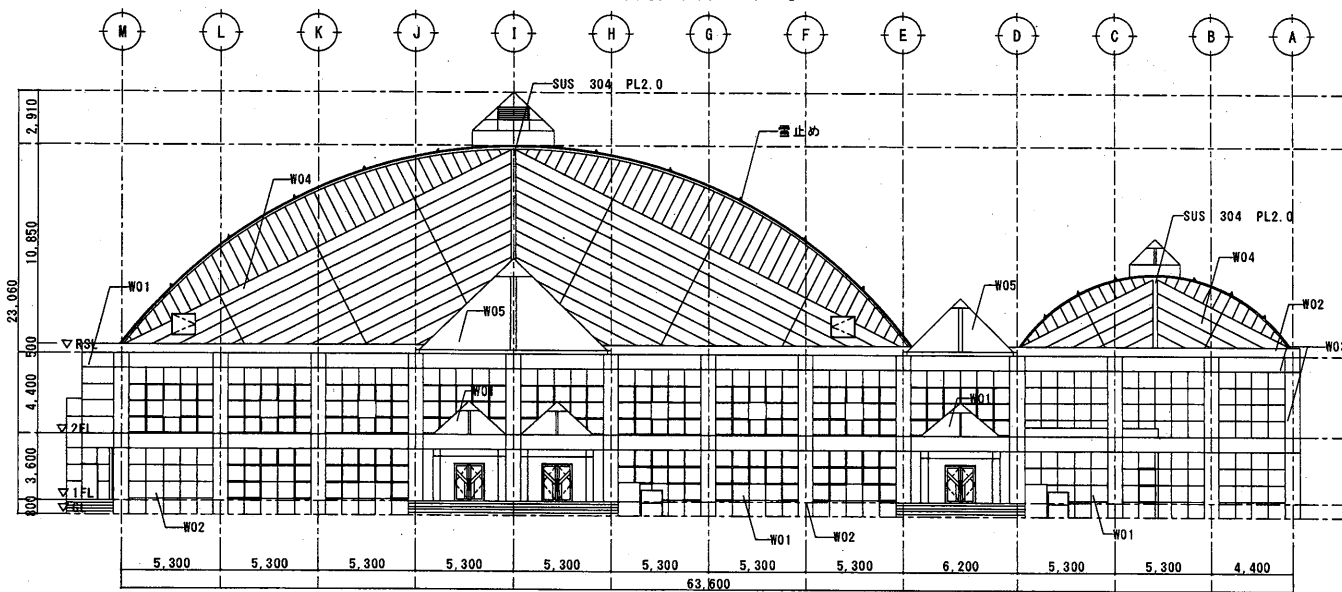 M L K J I H G F E D C B A
SUS 304 PL2.0
雪止め
2,910
W04
SUS 304 PL2.0
10,850
W04
23,060
W01
W02
W05
W05
▽RSL
W03
500
4,400
W01
W01
▽2FL
3,600
▽1FL
800
▽GL
W02
W01
W02
W01
5,300 5,300 5,300 5,300 5,300 5,300 5,300 5,300 6,200 5,300 5,300 4,400
63,600